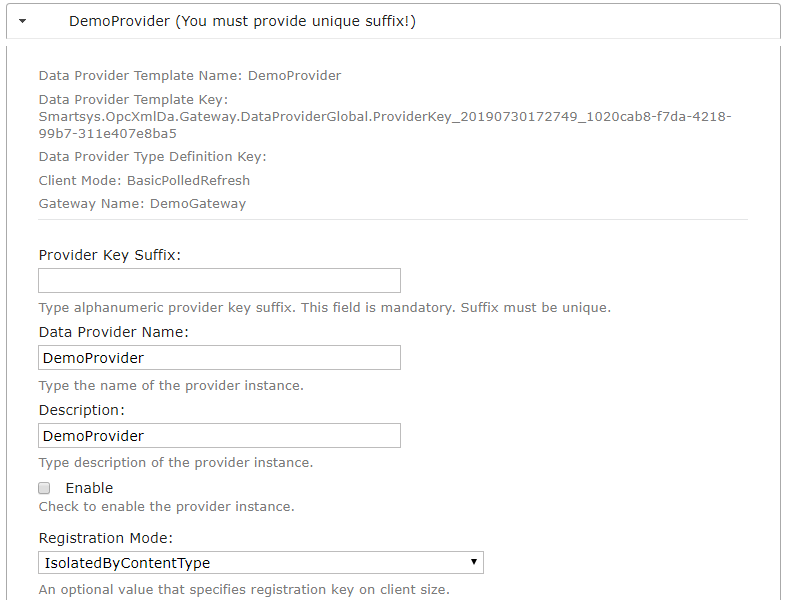 DemoProvider (You must provide unique suffix!)
Data Provider Template Name: DemoProvider
Data Provider Template Key:
Smartsys.OpcXmlDa.Gateway.DataProviderGlobal.ProviderKey_20190730172749_1020cab8-f7da-4218-
99b7-311e407e8ba5
Data Provider Type Definition Key:
Client Mode: BasicPolledRefresh
Gateway Name: DemoGateway
Provider Key Suffix:
Type alphanumeric provider key suffix. This field is mandatory. Suffix must be unique.
Data Provider Name:
DemoProvider
Type the name of the provider instance.
Description:
DemoProvider
Type description of the provider instance.
Enable
Check to enable the provider instance.
Registration Mode:
IsolatedByContentType
An optional value that specifies registration key on client size.